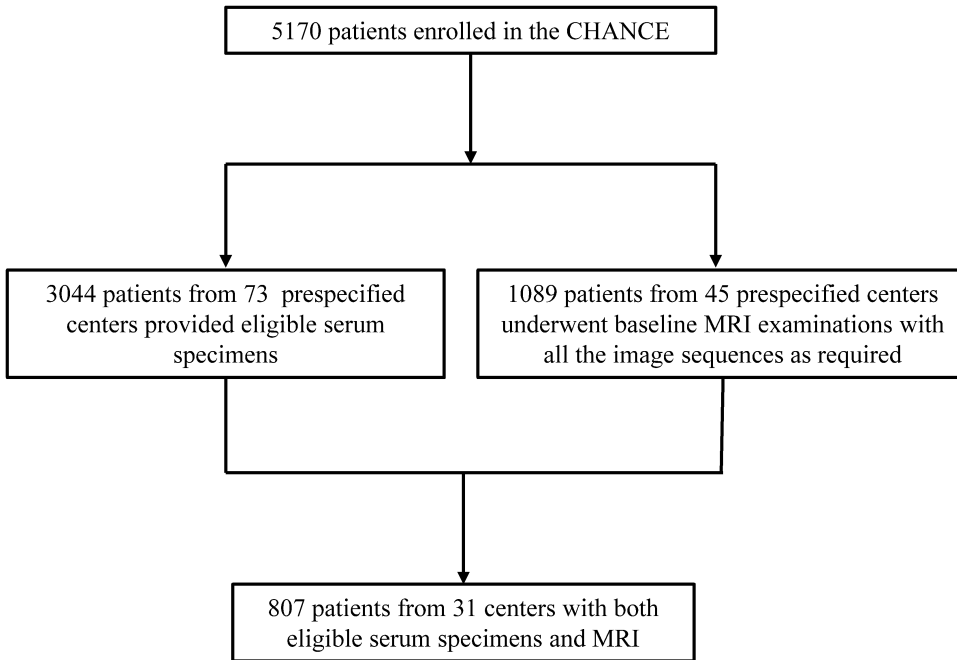 5170 patients enrolled in the CHANCE
3044 patients from 73 prespecified
centers provided eligible serum
specimens
1089 patients from 45 prespecified centers
underwent baseline MRI examinations with
all the image sequences as required
807 patients from 31 centers with both
eligible serum specimens and MRI